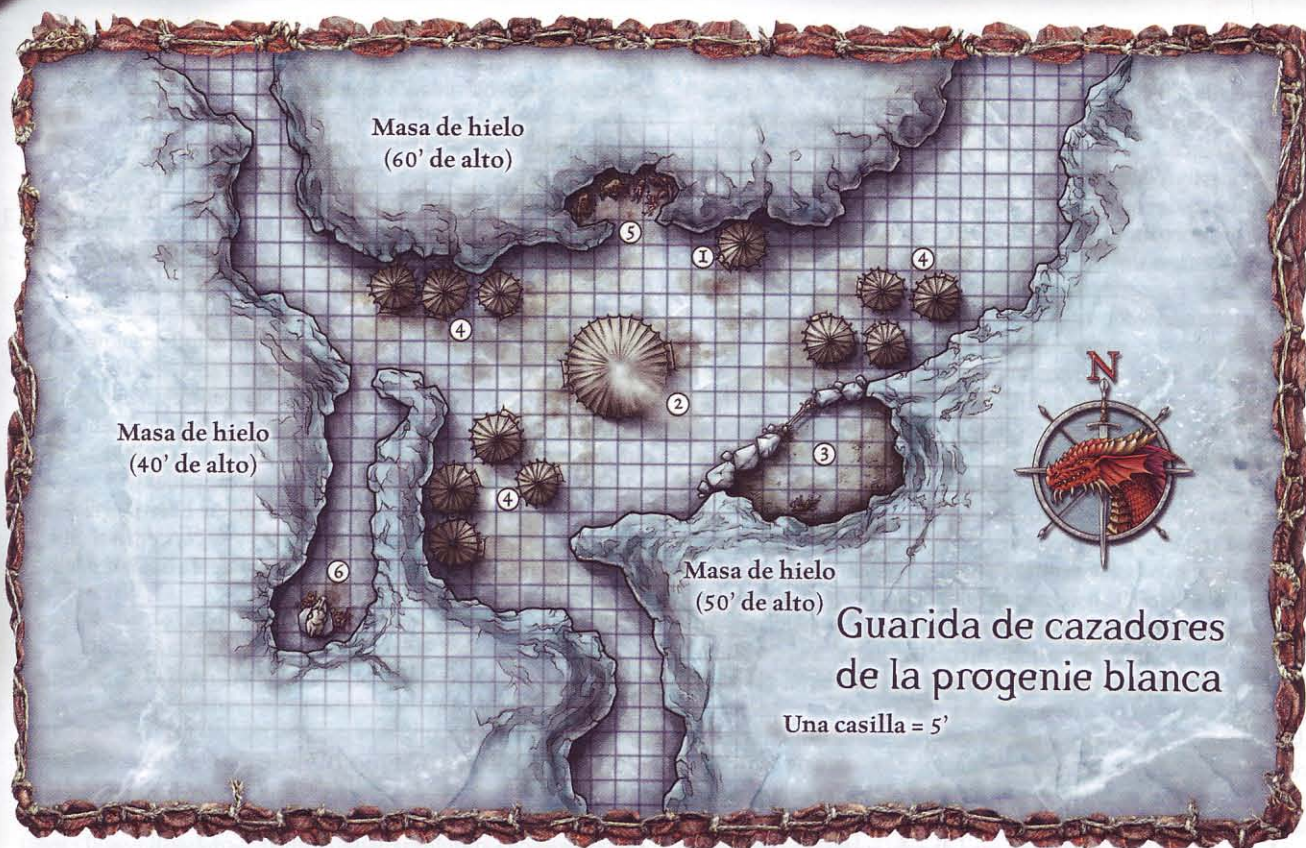 Masa de hielo
(60' de alto)
5
1
4
4
2
N
Masa de hielo
(40' de alto)
3
4
6
Masa de hielo
(50' de alto)
Guarida de cazadores
de la progenie blanca
Una casilla = 5'